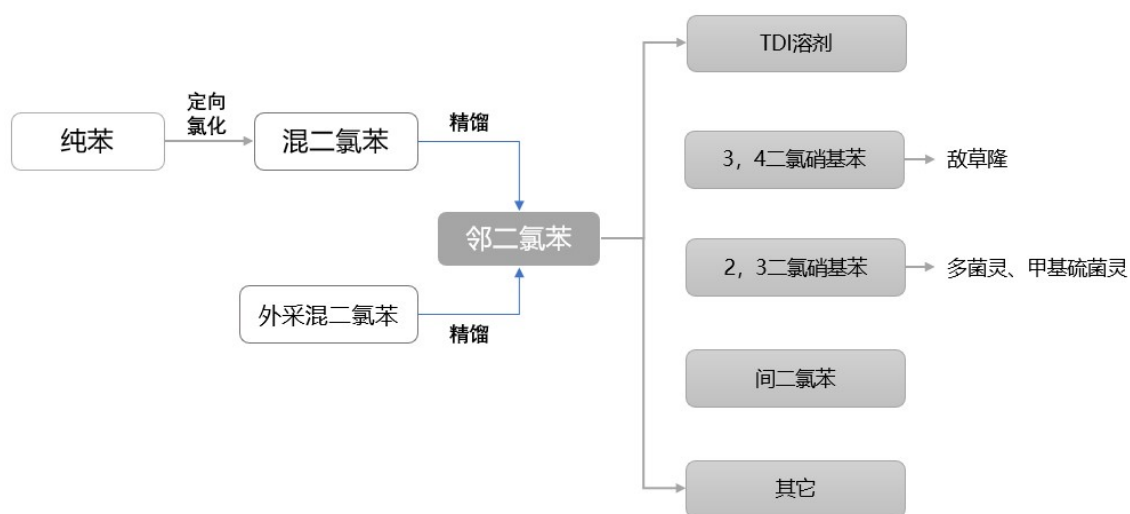 纯苯
定向
氯化
混二氯苯
精馏
邻二氯苯
外采混二氯苯
精馏
TDI溶剂
3，4二氯硝基苯
敌草隆
2，3二氯硝基苯
多菌灵、甲基硫菌灵
间二氯苯
其它